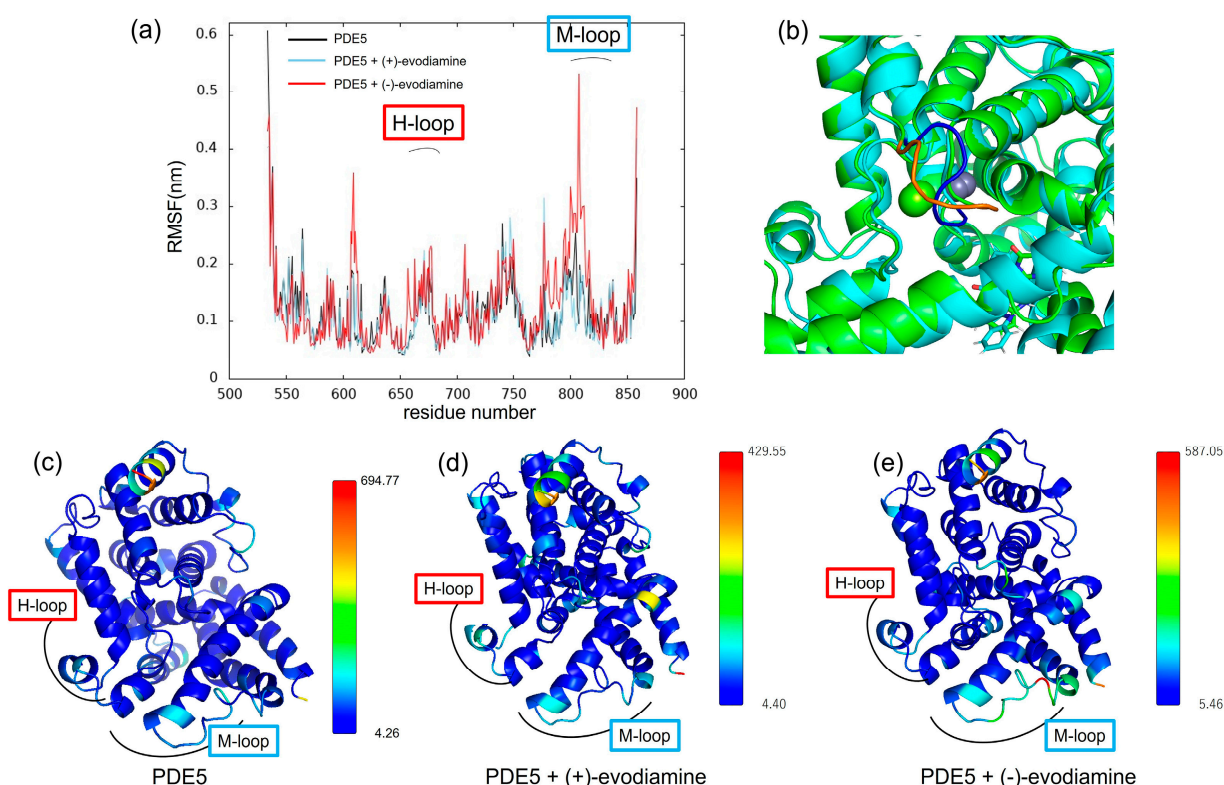 (a)
0.6
0.5
0.4
0.3
0.2
0.1
0
RMSF(nm)
PDE5
PDE5 + (+)-evodiamine
PDE5 + (-)-evodiamine
H-loop
M-loop
500 550 600 650 700 750 800 850 900
residue number
(b)
(c)
H-loop
M-loop
694.77
4.26
PDE5
(d)
H-loop
M-loop
429.55
4.40
PDE5 + (+)-evodiamine
(e)
H-loop
M-loop
587.05
5.46
PDE5 + (-)-evodiamine